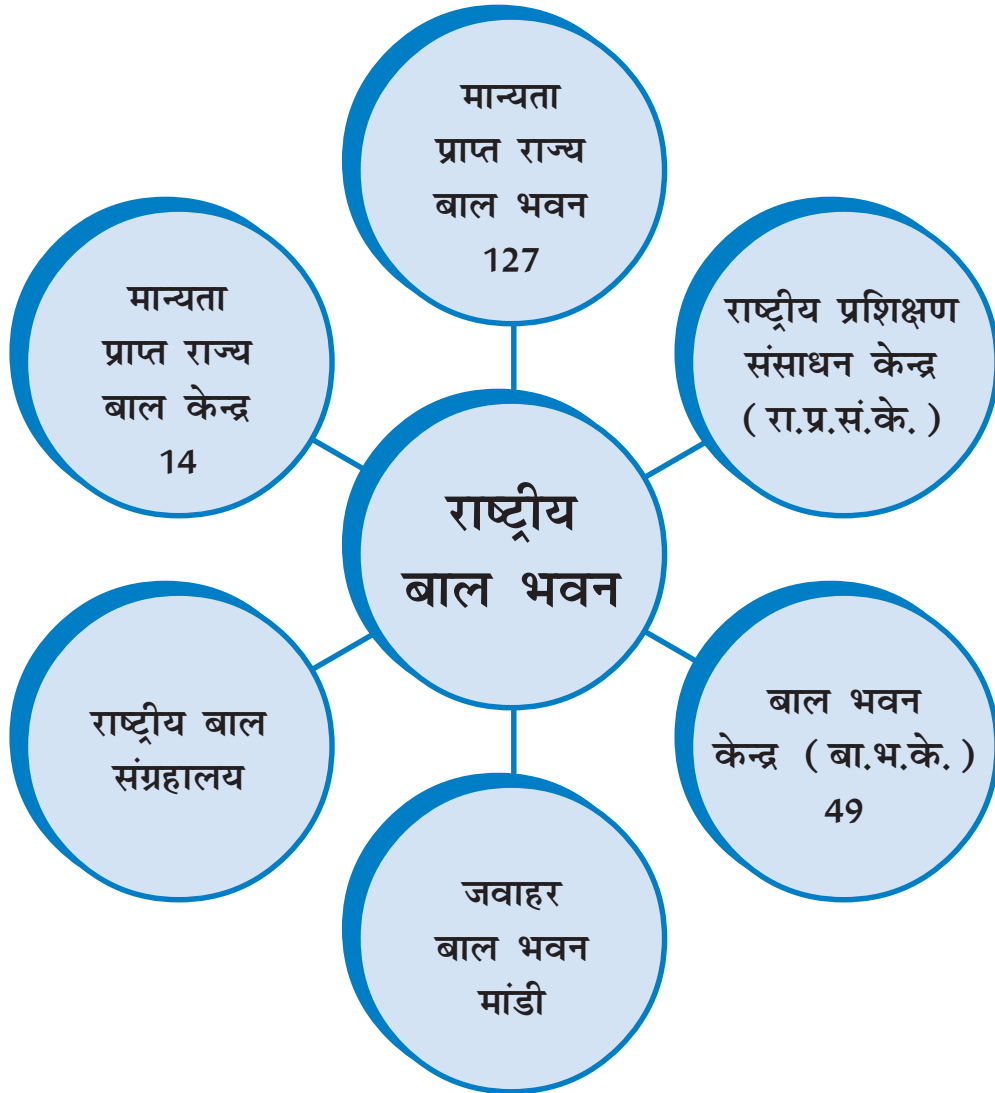 मान्यता
प्राप्त राज्य
बाल भवन
127
मान्यता
प्राप्त राज्य
बाल केन्द्र
14
राष्ट्रीय प्रशिक्षण
संसाधन केन्द्र
( रा.प्र.सं.के. )
राष्ट्रीय
बाल भवन
राष्ट्रीय बाल
संग्रहालय
बाल भवन
केन्द्र ( बा.भ.के. )
49
जवाहर
बाल भवन
मांडी